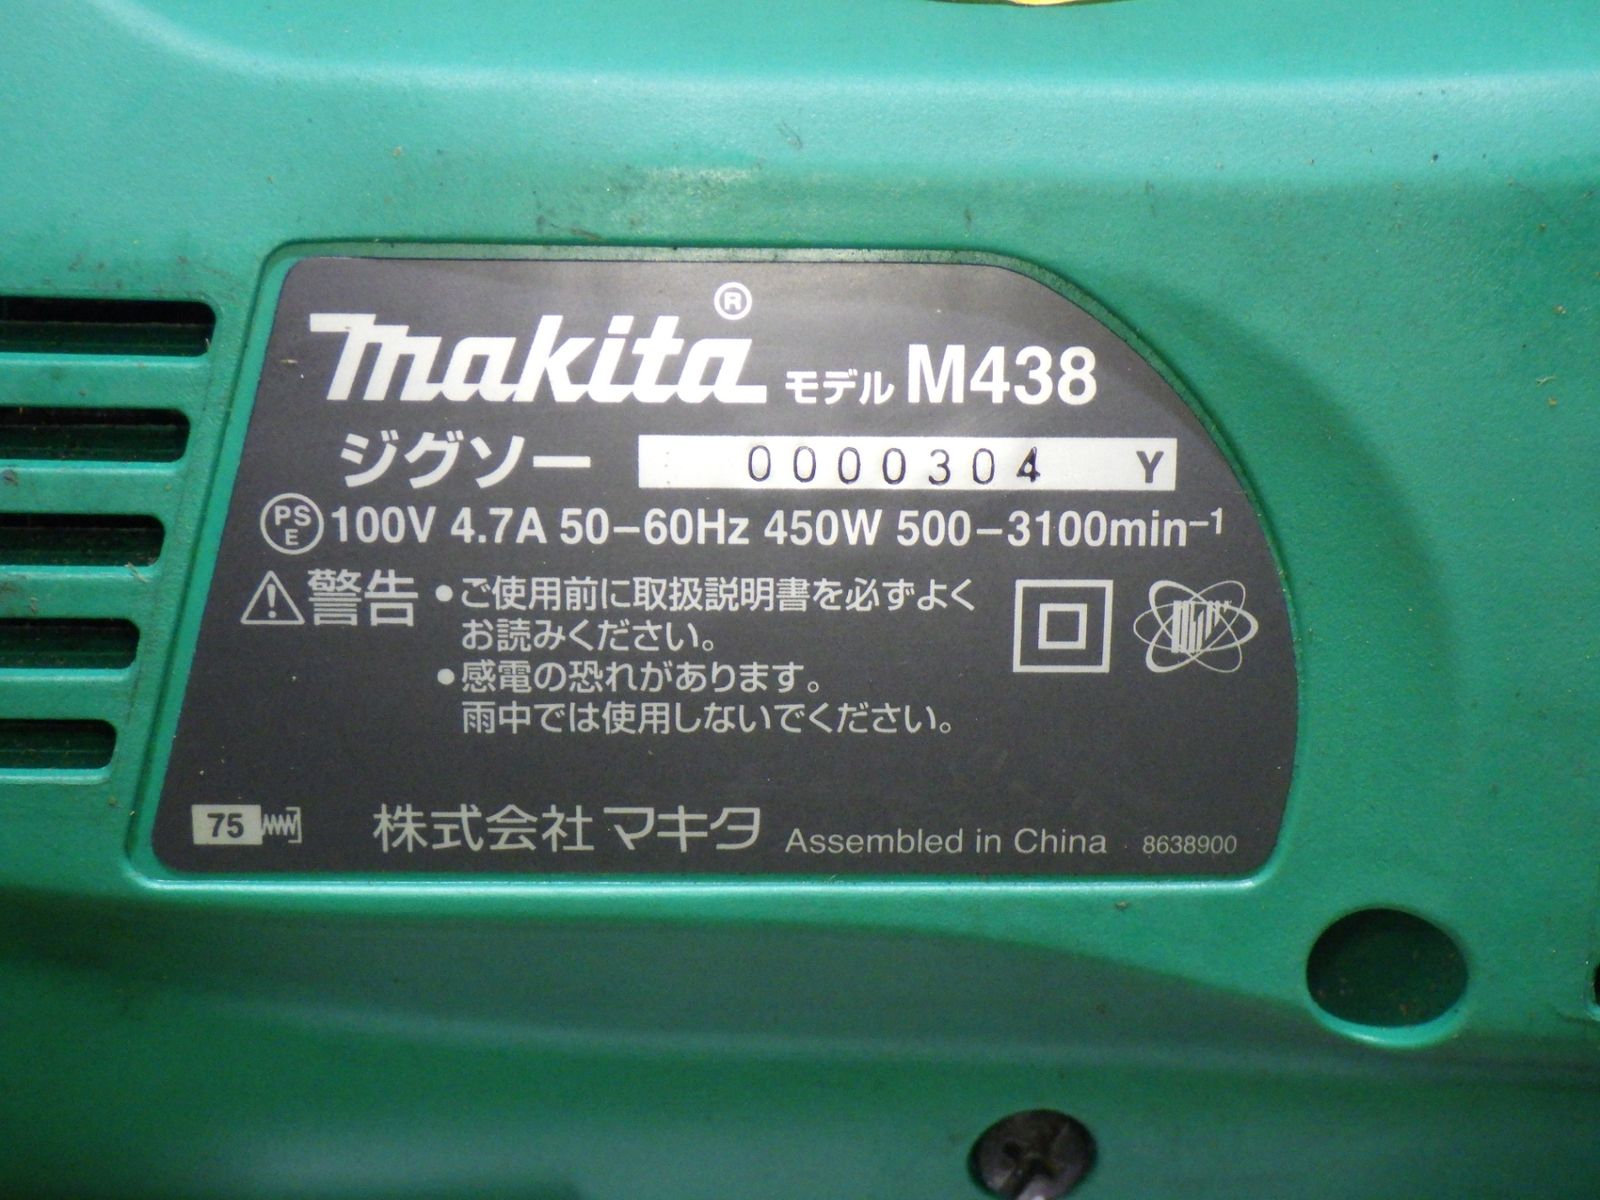 makita® モデル M438
ジグソー 0000304 Y
PS E 100V 4.7A 50-60Hz 450W 500-3100min-1
警告 •ご使用前に取扱説明書を必ずよく
お読みください。
•感電の恐れがあります。
雨中では使用しないでください。
75 株式会社マキタ Assembled in China 8638900